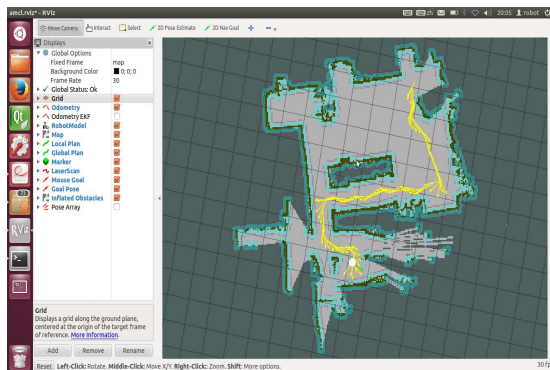 amcl.rviz* - RViz
zh
20:05
robot
Move Camera
Interact
Select
2D Pose Estimate
2D Nav Goal
Displays
Global Options
Fixed Frame map
Background Color 0; 0; 0
Frame Rate 30
Global Status: Ok
Grid
Odometry
Odometry EKF
RobotModel
Map
Local Plan
Global Plan
Marker
LaserScan
Mouse Goal
Goal Pose
Inflated Obstacles
Pose Array
Qt
RViz
Grid
Displays a grid along the ground plane,
centered at the origin of the target frame
of reference. More Information.
Add Remove Rename
Reset Left-Click: Rotate. Middle-Click: Move X/Y. Right-Click: Zoom. Shift: More options.
30 fp